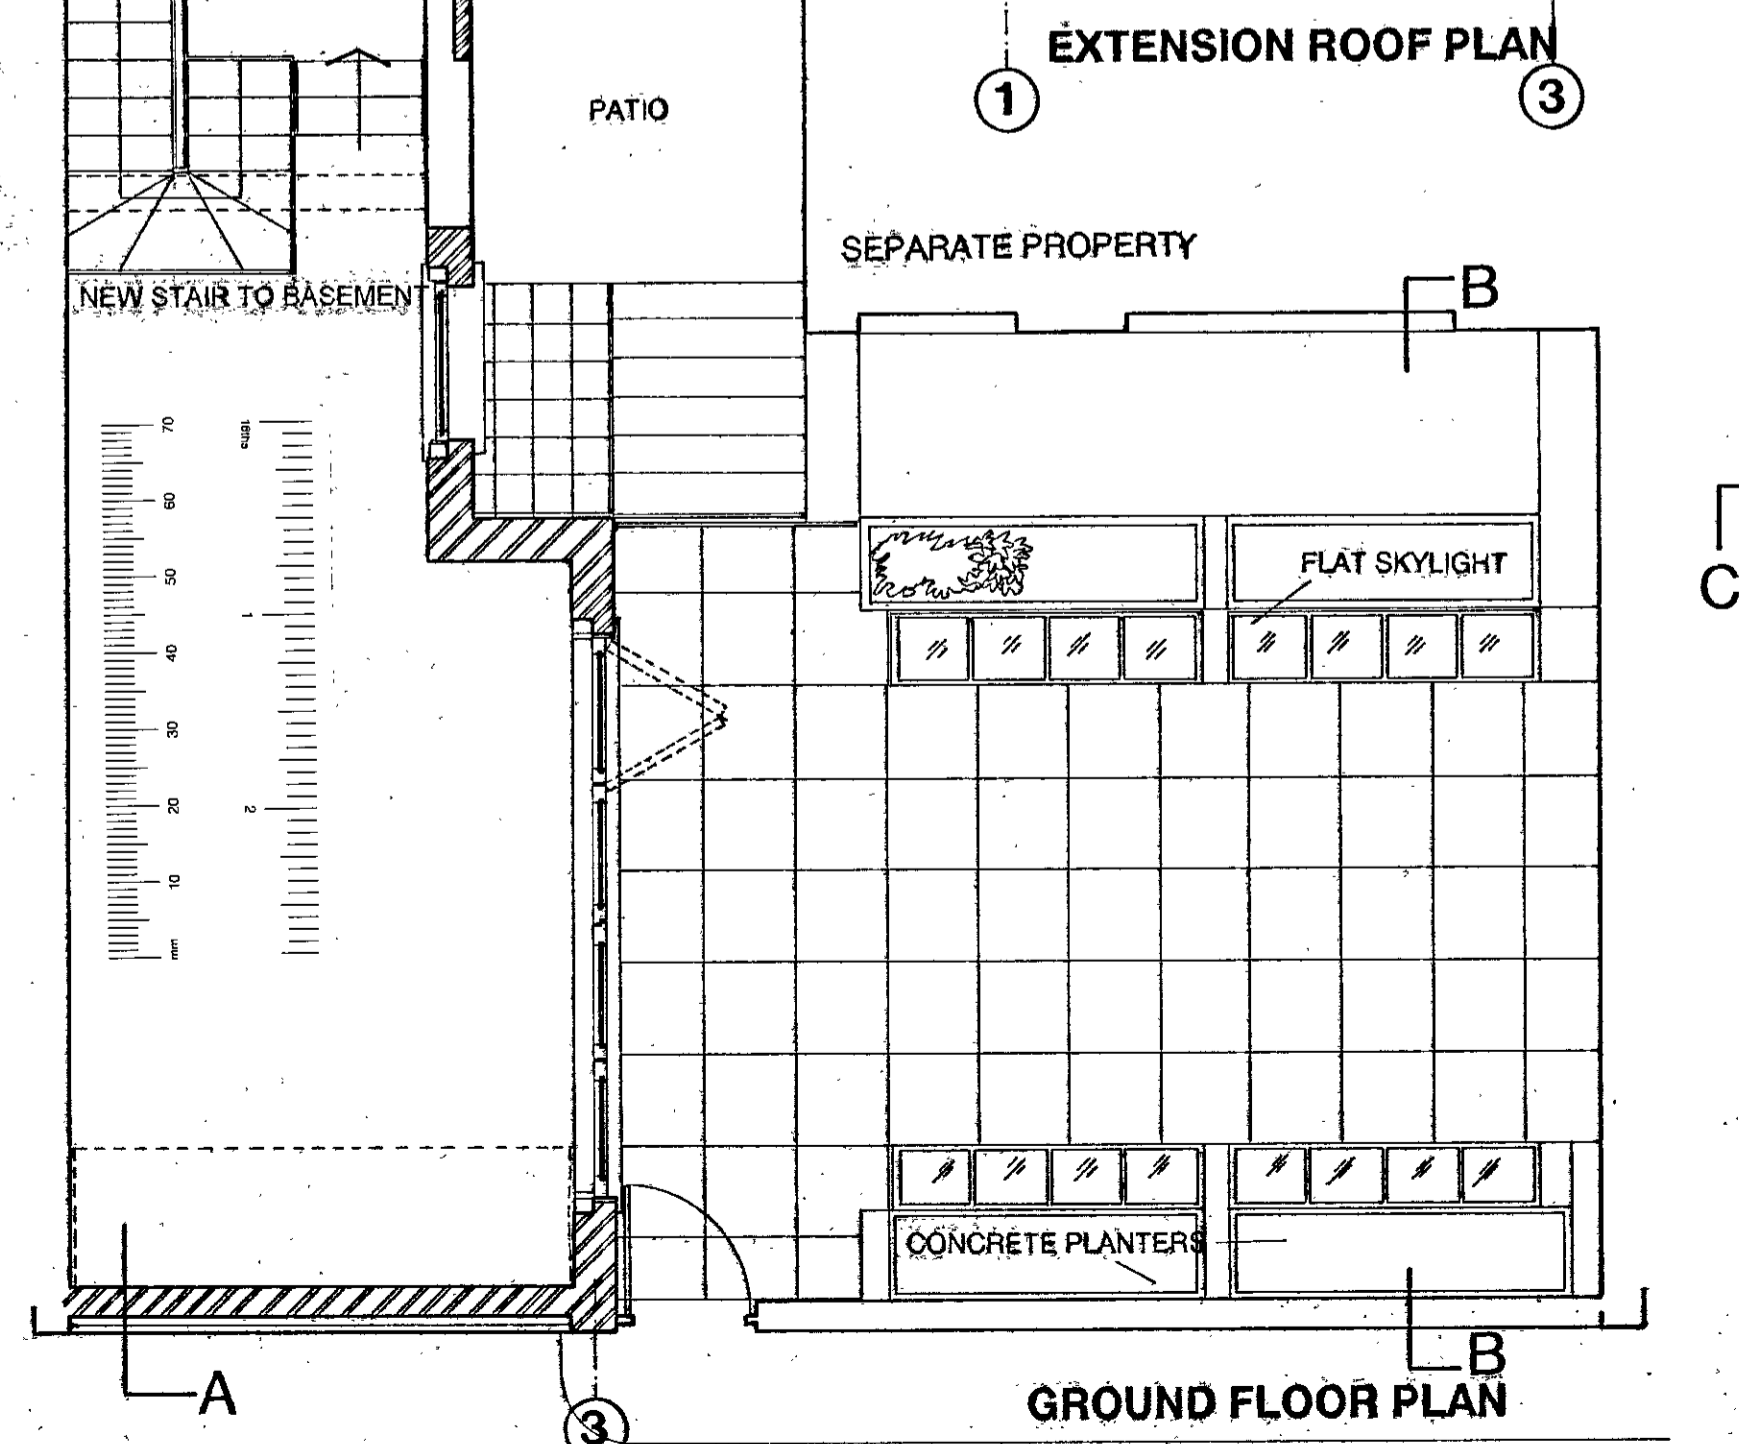 EXTENSION ROOF PLAN
1
3
PATIO
SEPARATE PROPERTY
B
NEW STAIR TO BASEMENT
70
60
50
40
30
20
10
mm
16ths
1
2
FLAT SKYLIGHT
C
CONCRETE PLANTERS
B
A
GROUND FLOOR PLAN
3